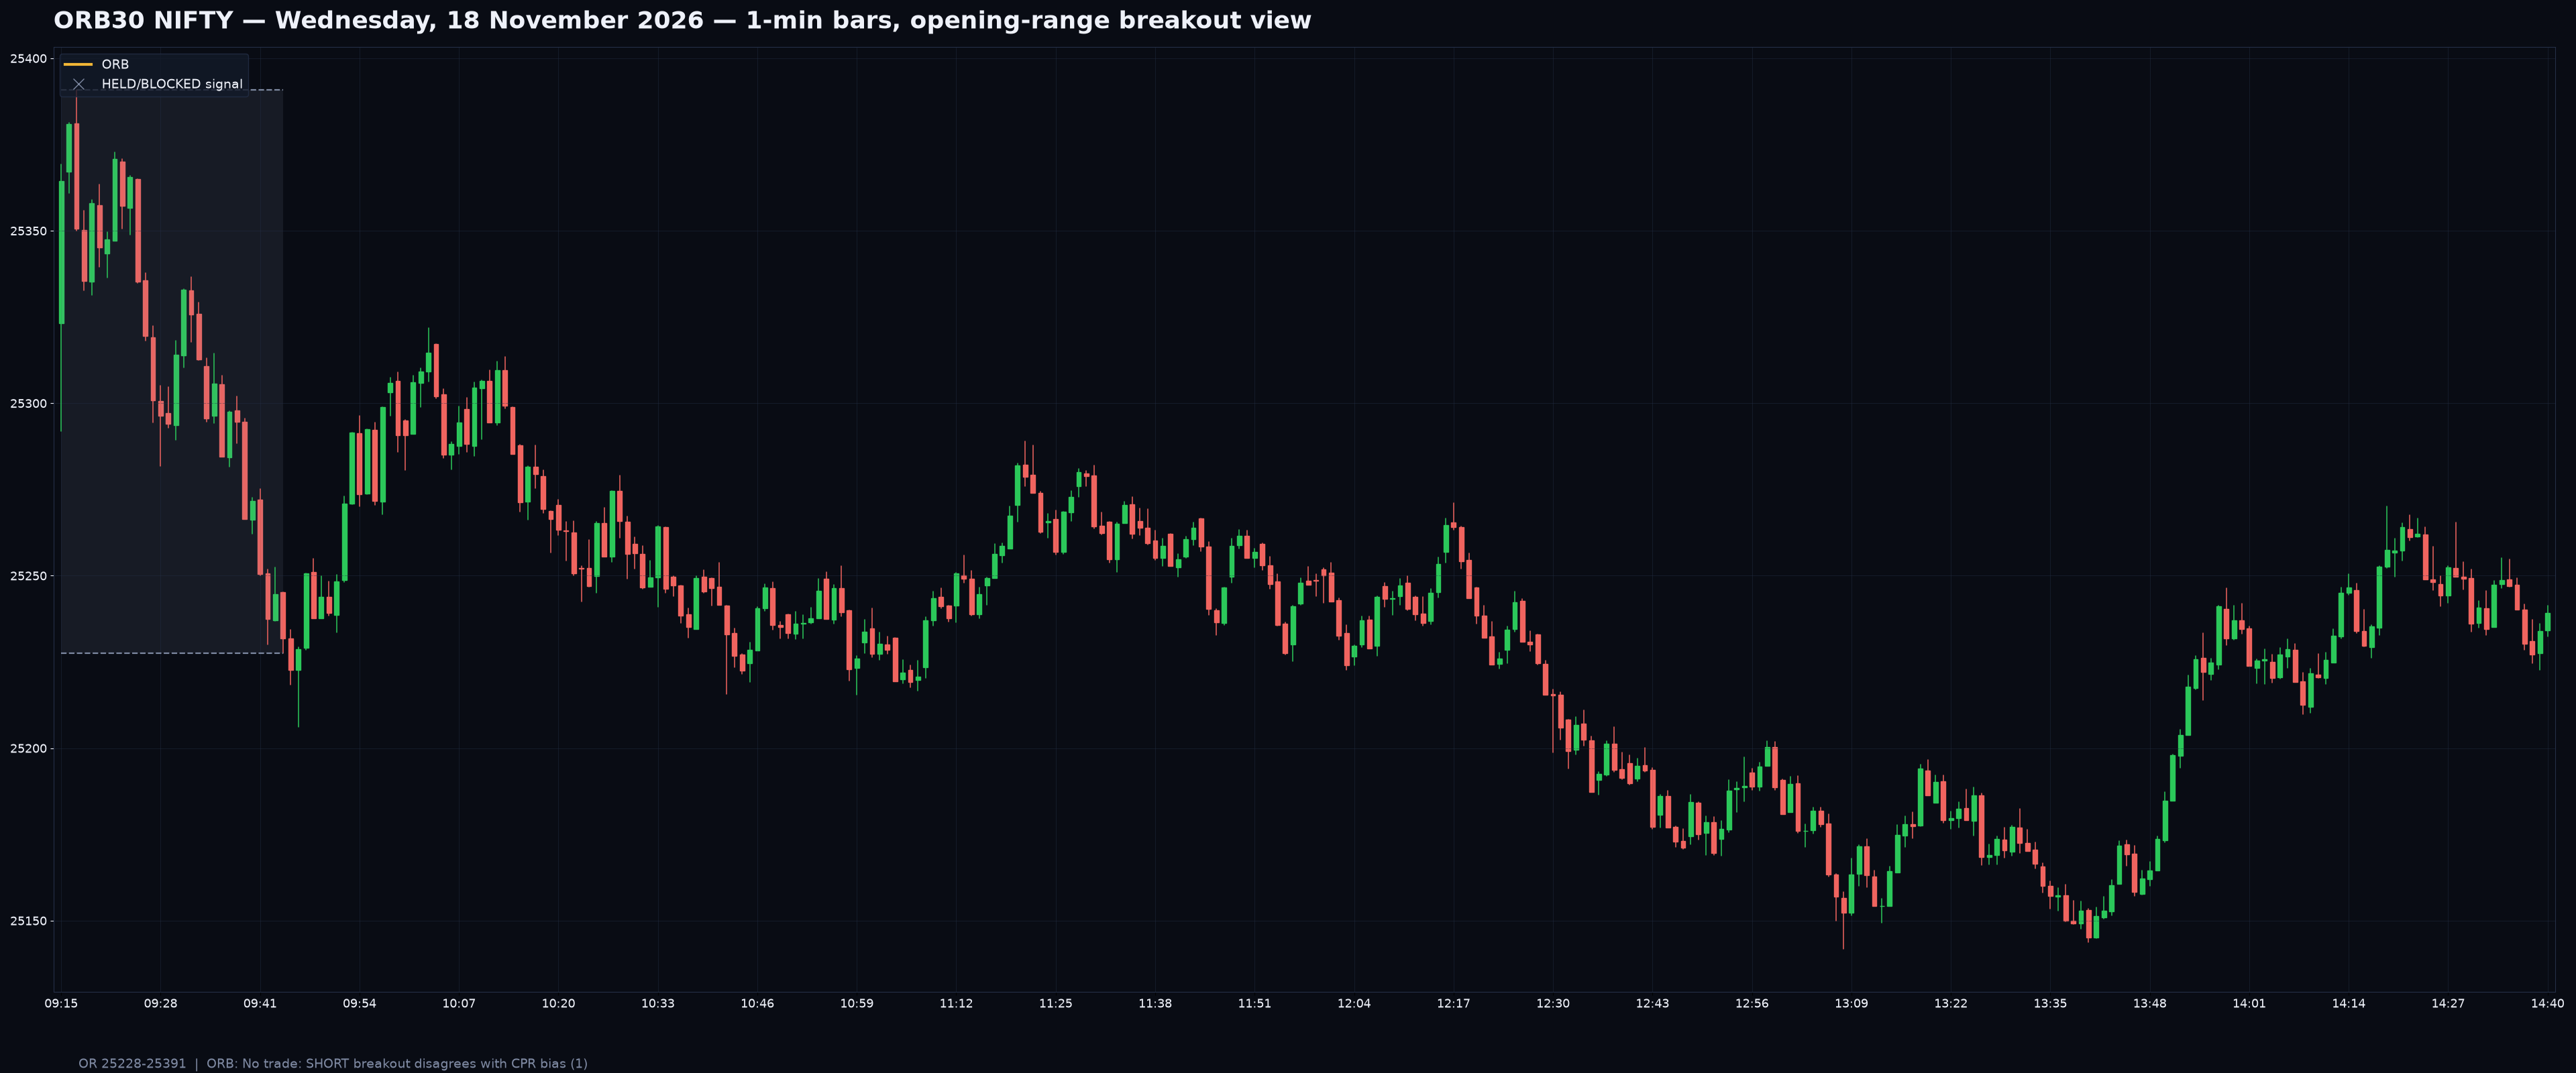 ORB30 NIFTY — Wednesday, 18 November 2026 — 1-min bars, opening-range breakout view
ORB
HELD/BLOCKED signal
25400
25350
25300
25250
25200
25150
09:15 09:28 09:41 09:54 10:07 10:20 10:33 10:46 10:59 11:12 11:25 11:38 11:51 12:04 12:17 12:30 12:43 12:56 13:09 13:22 13:35 13:48 14:01 14:14 14:27 14:40
OR 25228-25391 | ORB: No trade: SHORT breakout disagrees with CPR bias (1)